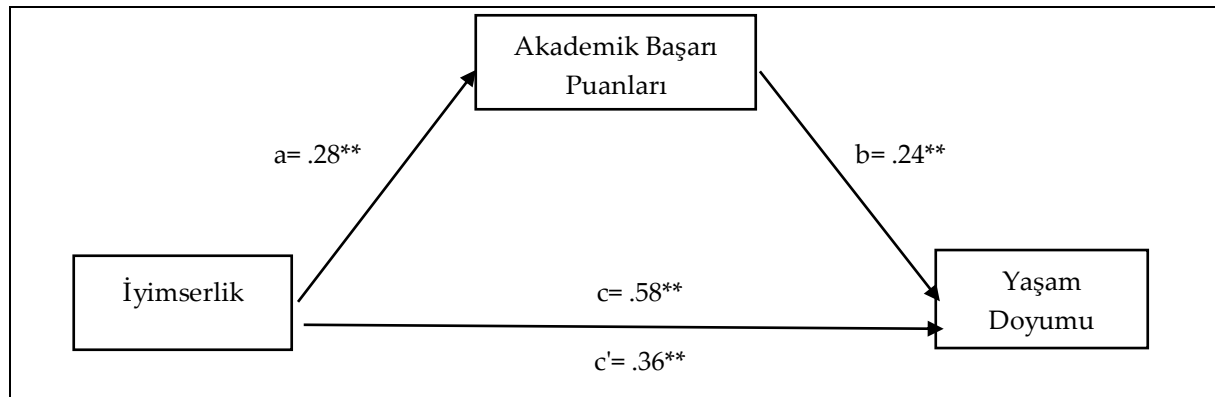 Akademik Başarı
Puanları
a= .28**
b= .24**
İyimserlik
c= .58**
Yaşam
Doyumu
c'= .36**